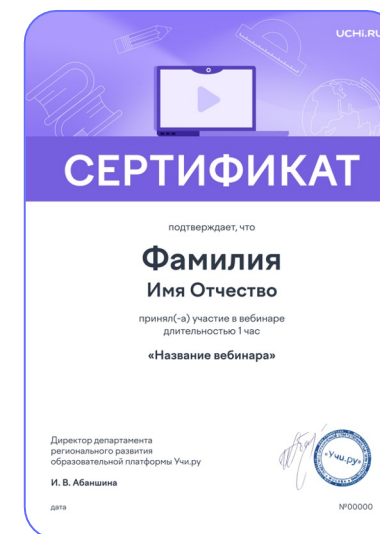 UCHi.RU
СЕРТИФИКАТ
подтверждает, что
Фамилия
Имя Отчество
принял(-а) участие в вебинаре
длительностью 1 час
«Название вебинара»
Директор департамента
регионального развития
образовательной платформы Учи.ру
«Учи.ру»
И. В. Абаншина
дата
№00000